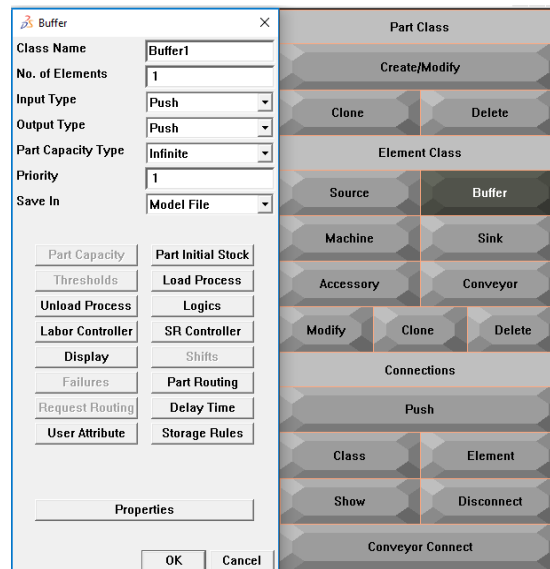 Buffer
Class Name Buffer1
No. of Elements 1
Input Type Push
Output Type Push
Part Capacity Type Infinite
Priority 1
Save In Model File
Part Capacity Part Initial Stock
Thresholds Load Process
Unload Process Logics
Labor Controller SR Controller
Display Shifts
Failures Part Routing
Request Routing Delay Time
User Attribute Storage Rules
Properties
OK Cancel
Part Class
Create/Modify
Clone Delete
Element Class
Source Buffer
Machine Sink
Accessory Conveyor
Modify Clone Delete
Connections
Push
Class Element
Show Disconnect
Conveyor Connect